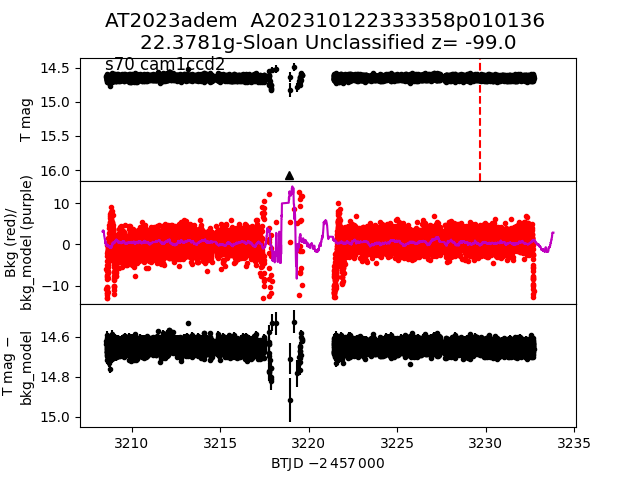 AT2023adem  A202310122333358p010136
22.3781g-Sloan Unclassified z= -99.0
s70 cam1ccd2
14.5
15.0
15.5
16.0
T mag
10
0
−10
Bkg (red)/
bkg_model (purple)
14.6
14.8
15.0
T mag −
bkg_model
3210 3215 3220 3225 3230 3235
BTJD −2 457 000